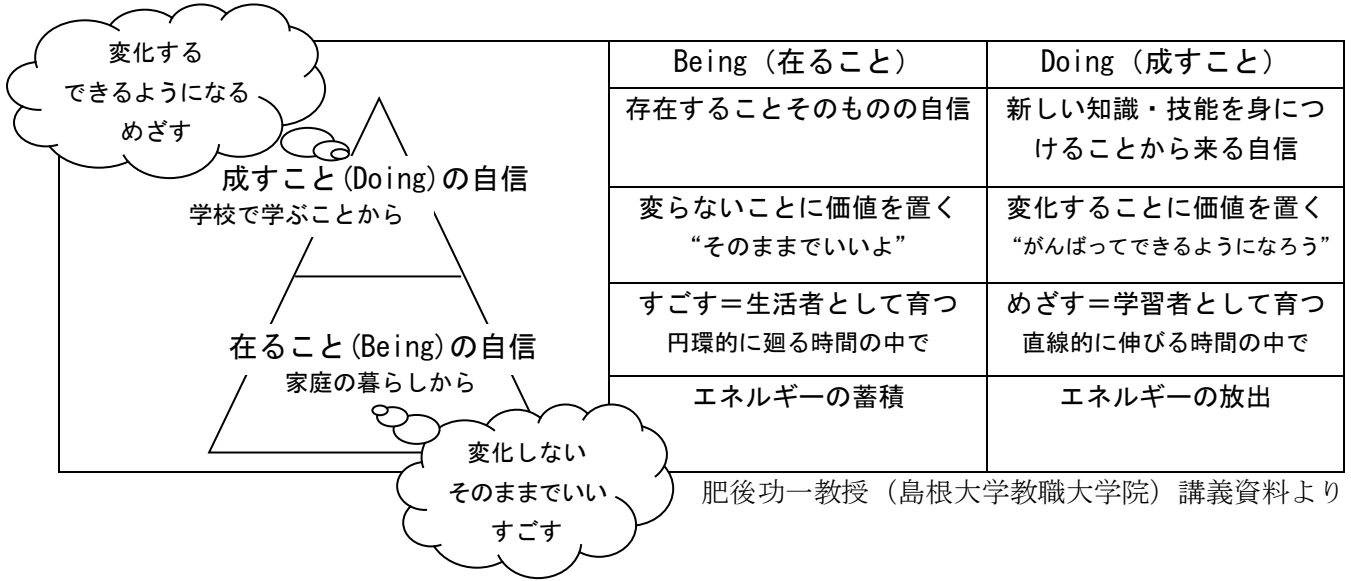 変化する
できるようになる
めざす
成すこと(Doing)の自信
学校で学ぶことから
在ること(Being)の自信
家庭の暮らしから
変化しない
そのままでいい
すごす
Being（在ること）
Doing（成すこと）
存在することそのものの自信
新しい知識・技能を身につ
けることから来る自信
変らないことに価値を置く
“そのままでいいよ”
変化することに価値を置く
“がんばってできるようになろう”
すごす＝生活者として育つ
円環的に廻る時間の中で
めざす＝学習者として育つ
直線的に伸びる時間の中で
エネルギーの蓄積
エネルギーの放出
肥後功一教授（島根大学教職大学院）講義資料より